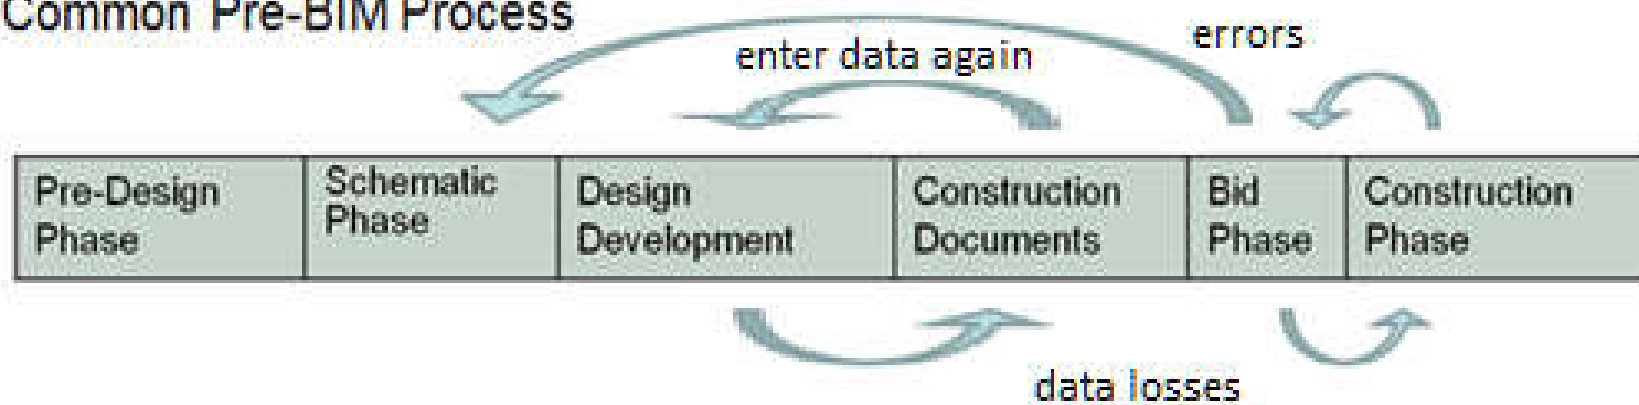 Common Pre-BIM Process
errors
enter data again
Pre-Design
Phase
Schematic
Phase
Design
Development
Construction
Documents
Bid
Phase
Construction
Phase
data losses